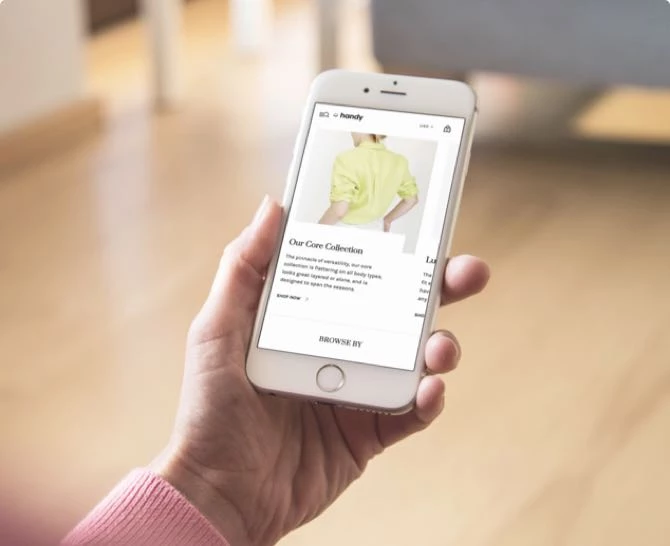 handy
Our Core Collection
The pinnacle of versatility, our core
collection is flattering on all body types,
looks great layered or alone, and is
designed to span the seasons.
SHOP NOW
Lu
The
fit
hav
any
BROWSE BY